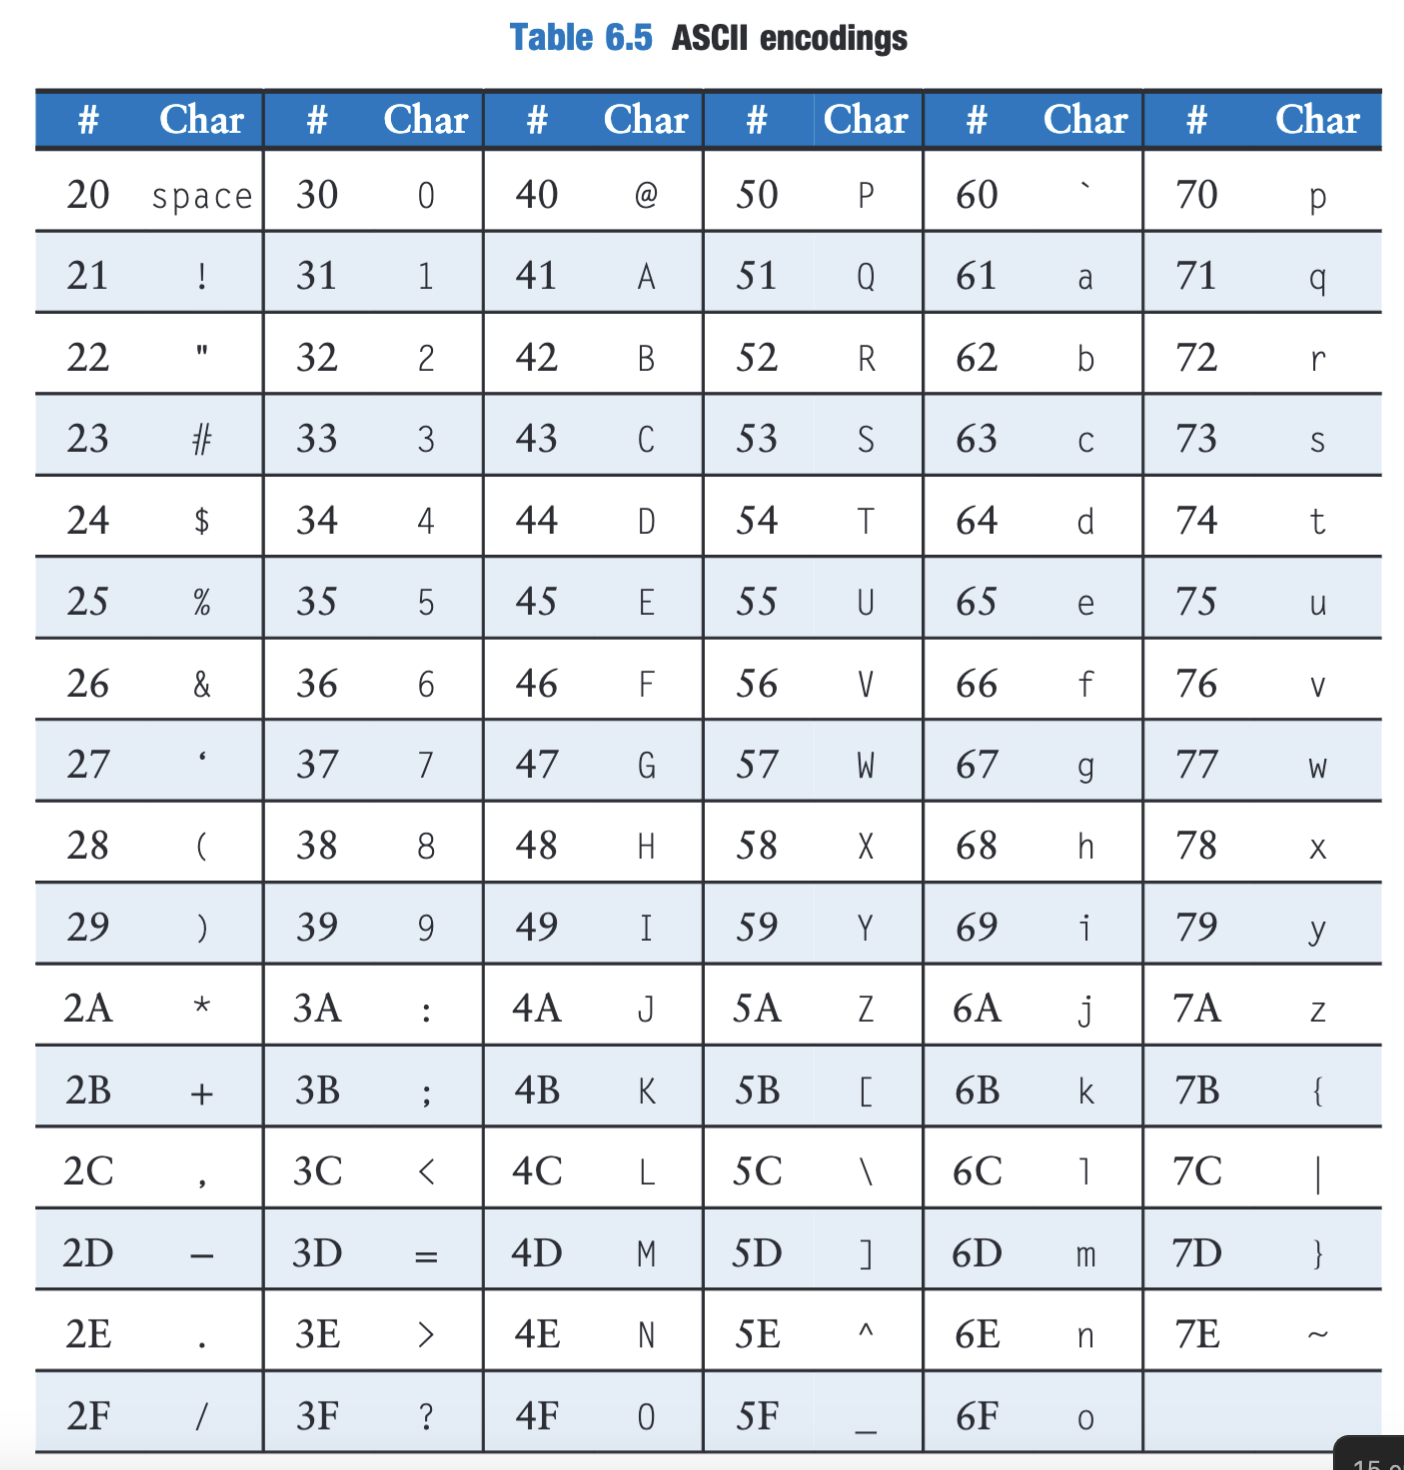 Table 6.5 ASCII encodings
# Char # Char # Char # Char # Char # Char
20 space 30 0 40 @ 50 P 60 ` 70 p
21 ! 31 1 41 A 51 Q 61 a 71 q
22 " 32 2 42 B 52 R 62 b 72 r
23 # 33 3 43 C 53 S 63 c 73 s
24 $ 34 4 44 D 54 T 64 d 74 t
25 % 35 5 45 E 55 U 65 e 75 u
26 & 36 6 46 F 56 V 66 f 76 v
27 ‘ 37 7 47 G 57 W 67 g 77 w
28 ( 38 8 48 H 58 X 68 h 78 x
29 ) 39 9 49 I 59 Y 69 i 79 y
2A * 3A : 4A J 5A Z 6A j 7A z
2B + 3B ; 4B K 5B [ 6B k 7B {
2C , 3C < 4C L 5C \ 6C l 7C |
2D – 3D = 4D M 5D ] 6D m 7D }
2E . 3E > 4E N 5E ^ 6E n 7E ~
2F / 3F ? 4F O 5F _ 6F o